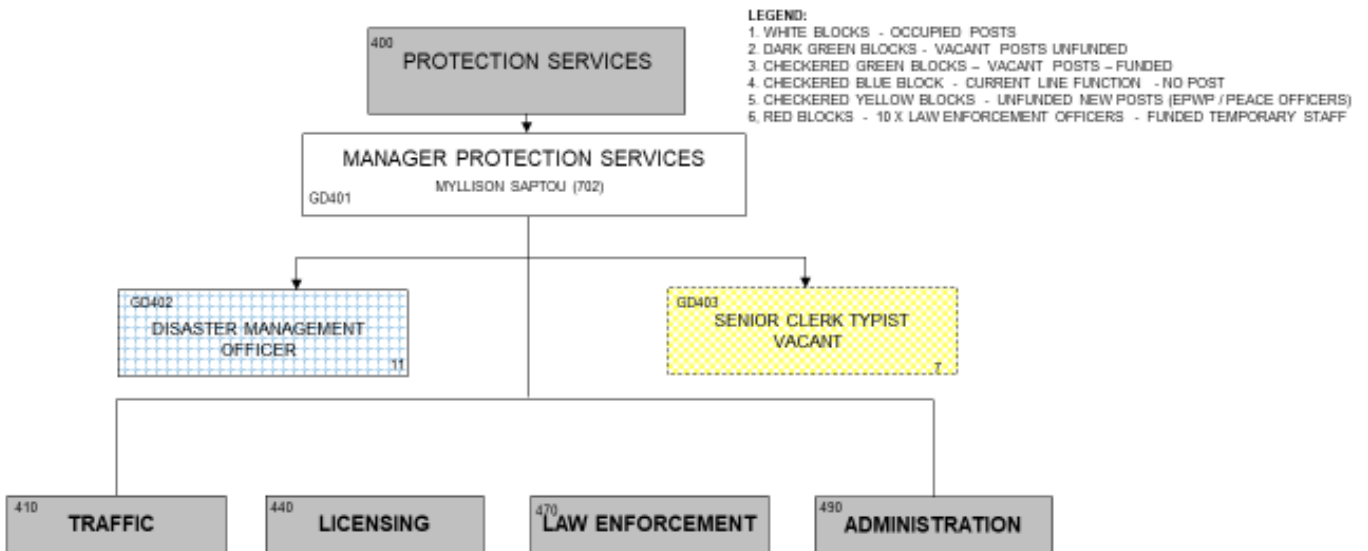 LEGEND:
1. WHITE BLOCKS - OCCUPIED POSTS
2. DARK GREEN BLOCKS - VACANT POSTS UNFUNDED
3. CHECKERED GREEN BLOCKS – VACANT POSTS – FUNDED
4. CHECKERED BLUE BLOCK - CURRENT LINE FUNCTION - NO POST
5. CHECKERED YELLOW BLOCKS - UNFUNDED NEW POSTS (EPWP / PEACE OFFICERS)
6, RED BLOCKS - 10 X LAW ENFORCEMENT OFFICERS - FUNDED TEMPORARY STAFF
400
PROTECTION SERVICES
MANAGER PROTECTION SERVICES
MYLLISON SAPTOU (702)
GD401
GD402
DISASTER MANAGEMENT
OFFICER
11
GD403
SENIOR CLERK TYPIST
VACANT
7
410
TRAFFIC
440
LICENSING
470
LAW ENFORCEMENT
490
ADMINISTRATION